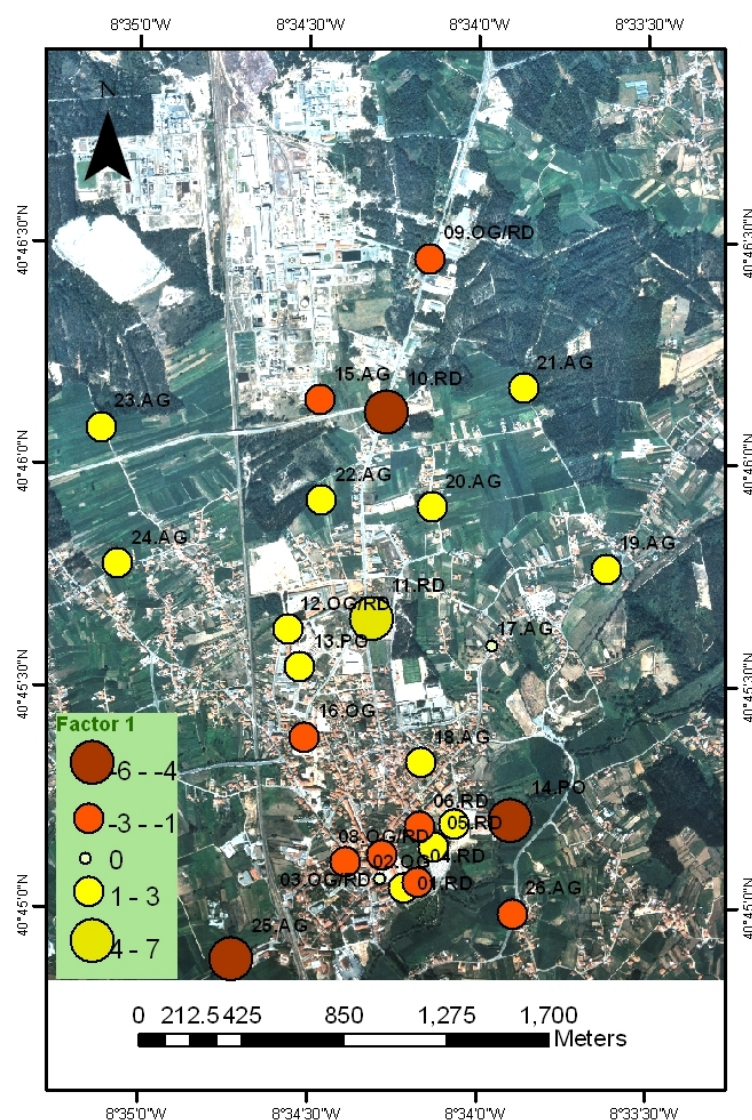 8°35'0"W 8°34'30"W 8°34'0"W 8°33'30"W
N
40°46'30"N 40°46'30"N
09.OG/RD
15.AG 10.RD 21.AG
23.AG
40°46'0"N 40°46'0"N
22.AG 20.AG
24.AG 19.AG
11.RD
12.OG/RD
17.AG
13.PG
40°45'30"N 40°45'30"N
16.OG
Factor 1
18.AG
-6 - -4
14.PO
06.RD
-3 - -1
05.RD
08.OG/RD
04.RD
0
02.OG
03.OG/RD 01.RD
1 - 3
26.AG
40°45'0"N 40°45'0"N
25.AG
4 - 7
0 212.5 425 850 1,275 1,700
Meters
8°35'0"W 8°34'30"W 8°34'0"W 8°33'30"W